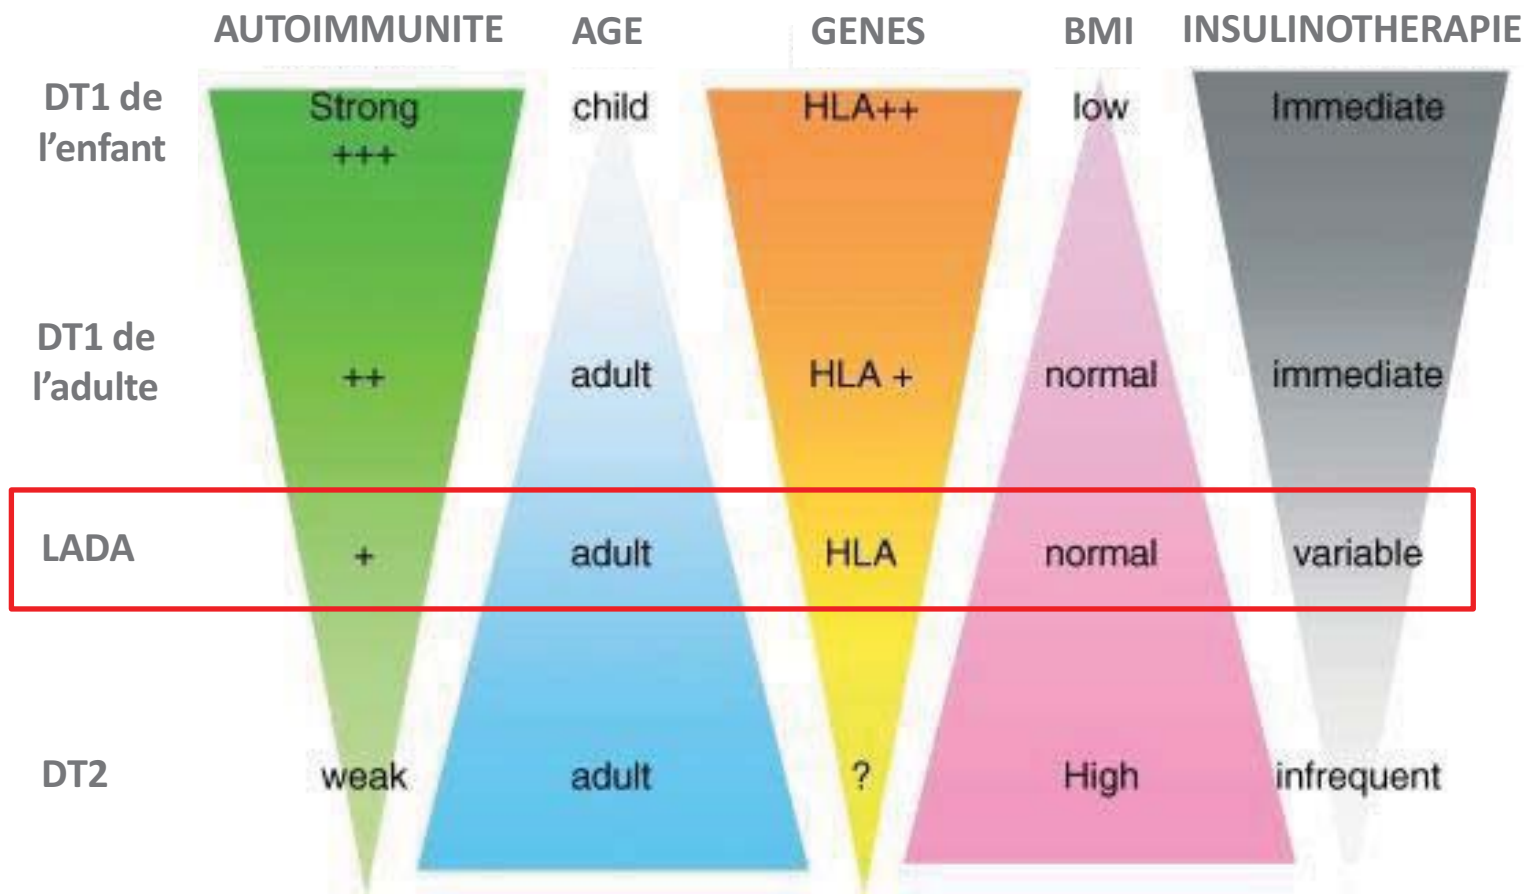 AUTOIMMUNITE AGE GENES BMI INSULINOTHERAPIE
DT1 de
l’enfant
Strong
+++
child HLA++ low Immediate
DT1 de
l’adulte
++ adult HLA + normal immediate
LADA + adult HLA normal variable
DT2 weak adult ? High infrequent